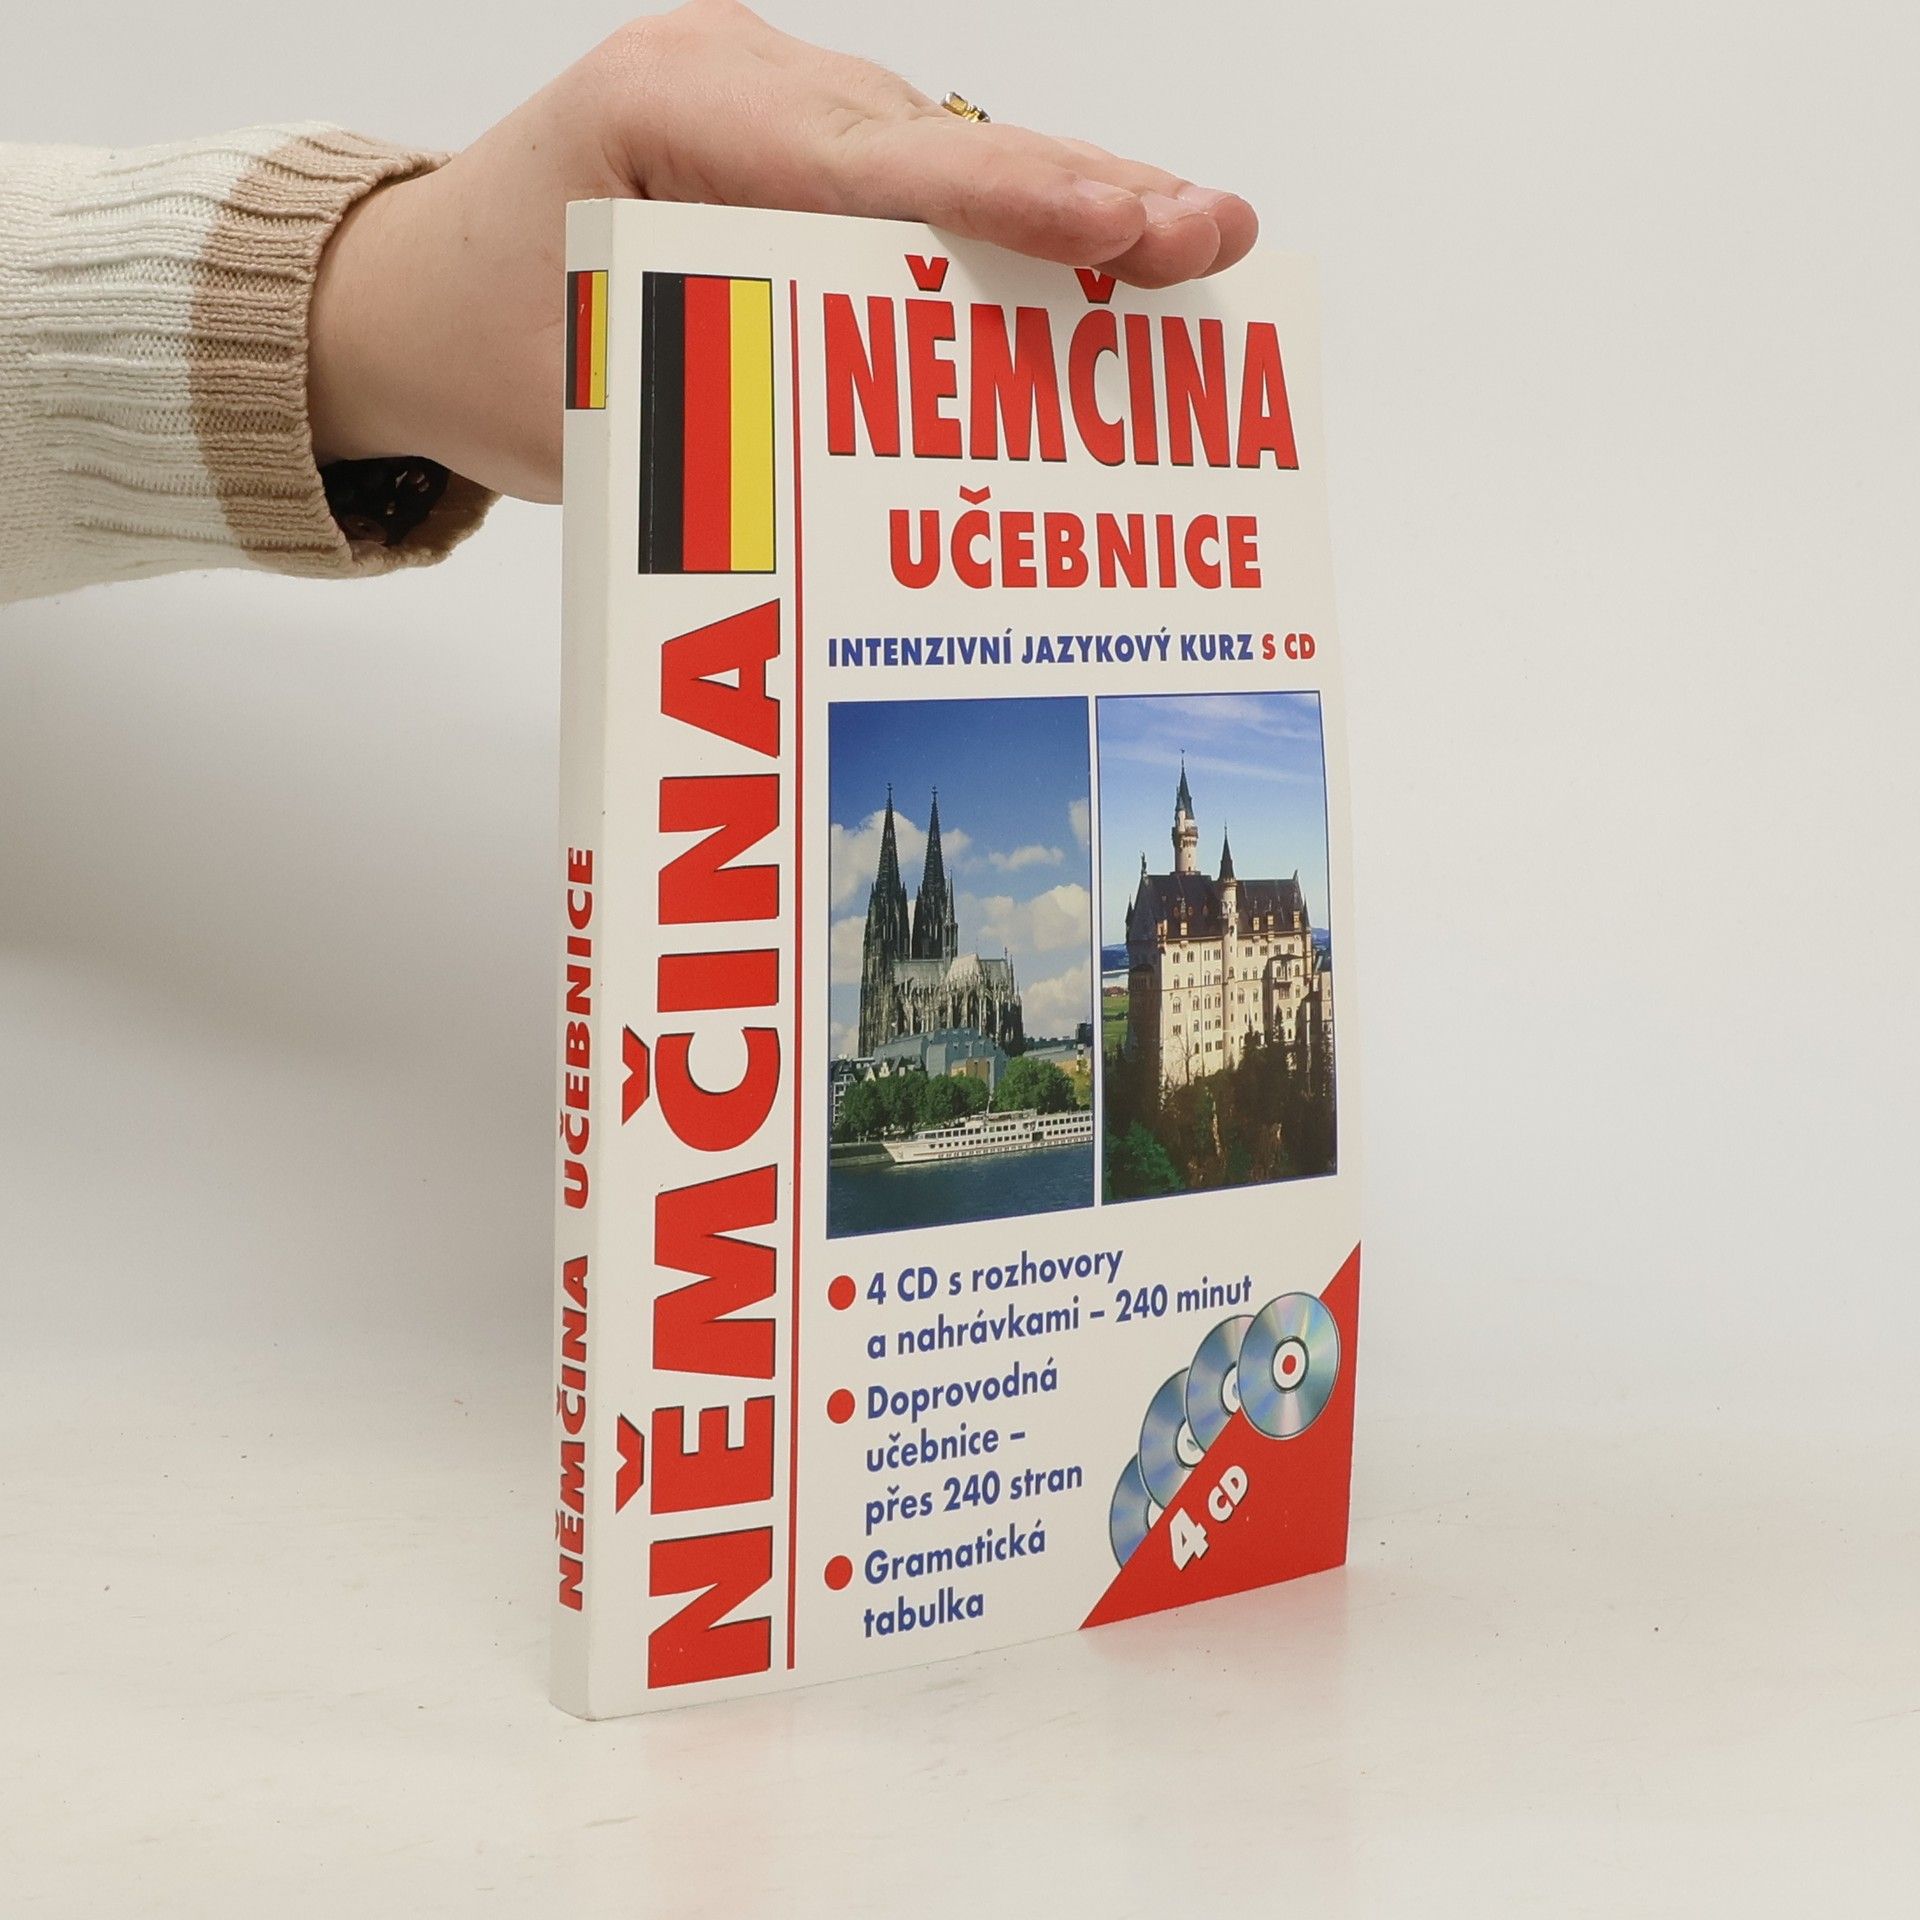 NĚMČINA UČEBNICE
NĚMČINA
NĚMČINA
UČEBNICE
INTENZIVNÍ JAZYKOVÝ KURZ S CD
4 CD s rozhovory
a nahrávkami – 240 minut
Doprovodná
učebnice –
přes 240 stran
Gramatická
tabulka
4 CD